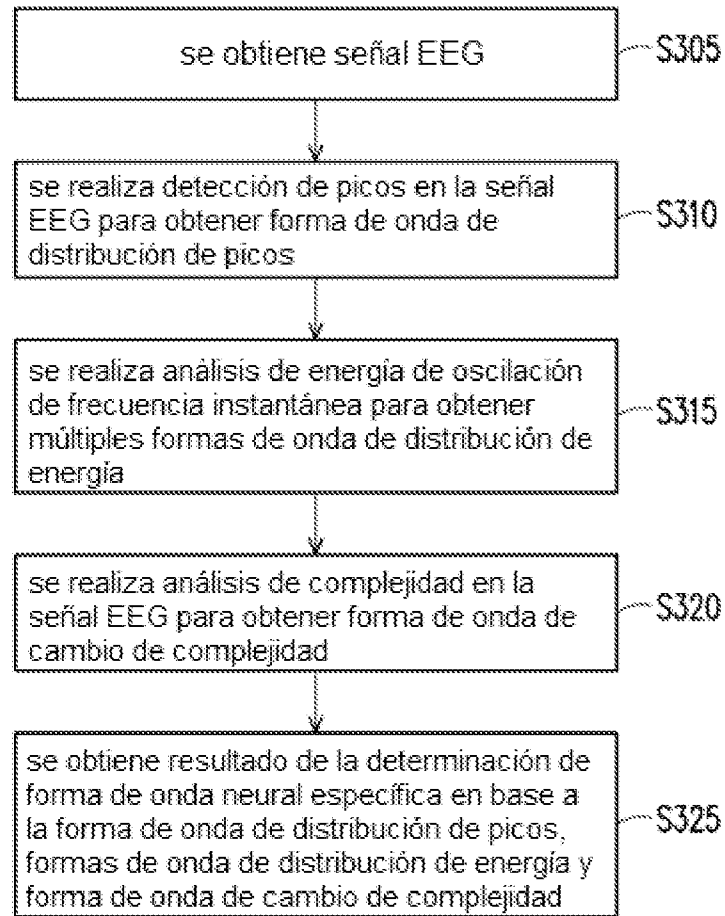 se obtiene señal EEG
S305
se realiza detección de picos en la señal
EEG para obtener forma de onda de
distribución de picos
S310
se realiza análisis de energía de oscilación
de frecuencia instantánea para obtener
múltiples formas de onda de distribución de
energía
S315
se realiza análisis de complejidad en la
señal EEG para obtener forma de onda de
cambio de complejidad
S320
se obtiene resultado de la determinación de
forma de onda neural específica en base a
la forma de onda de distribución de picos,
formas de onda de distribución de energía y
forma de onda de cambio de complejidad
S325